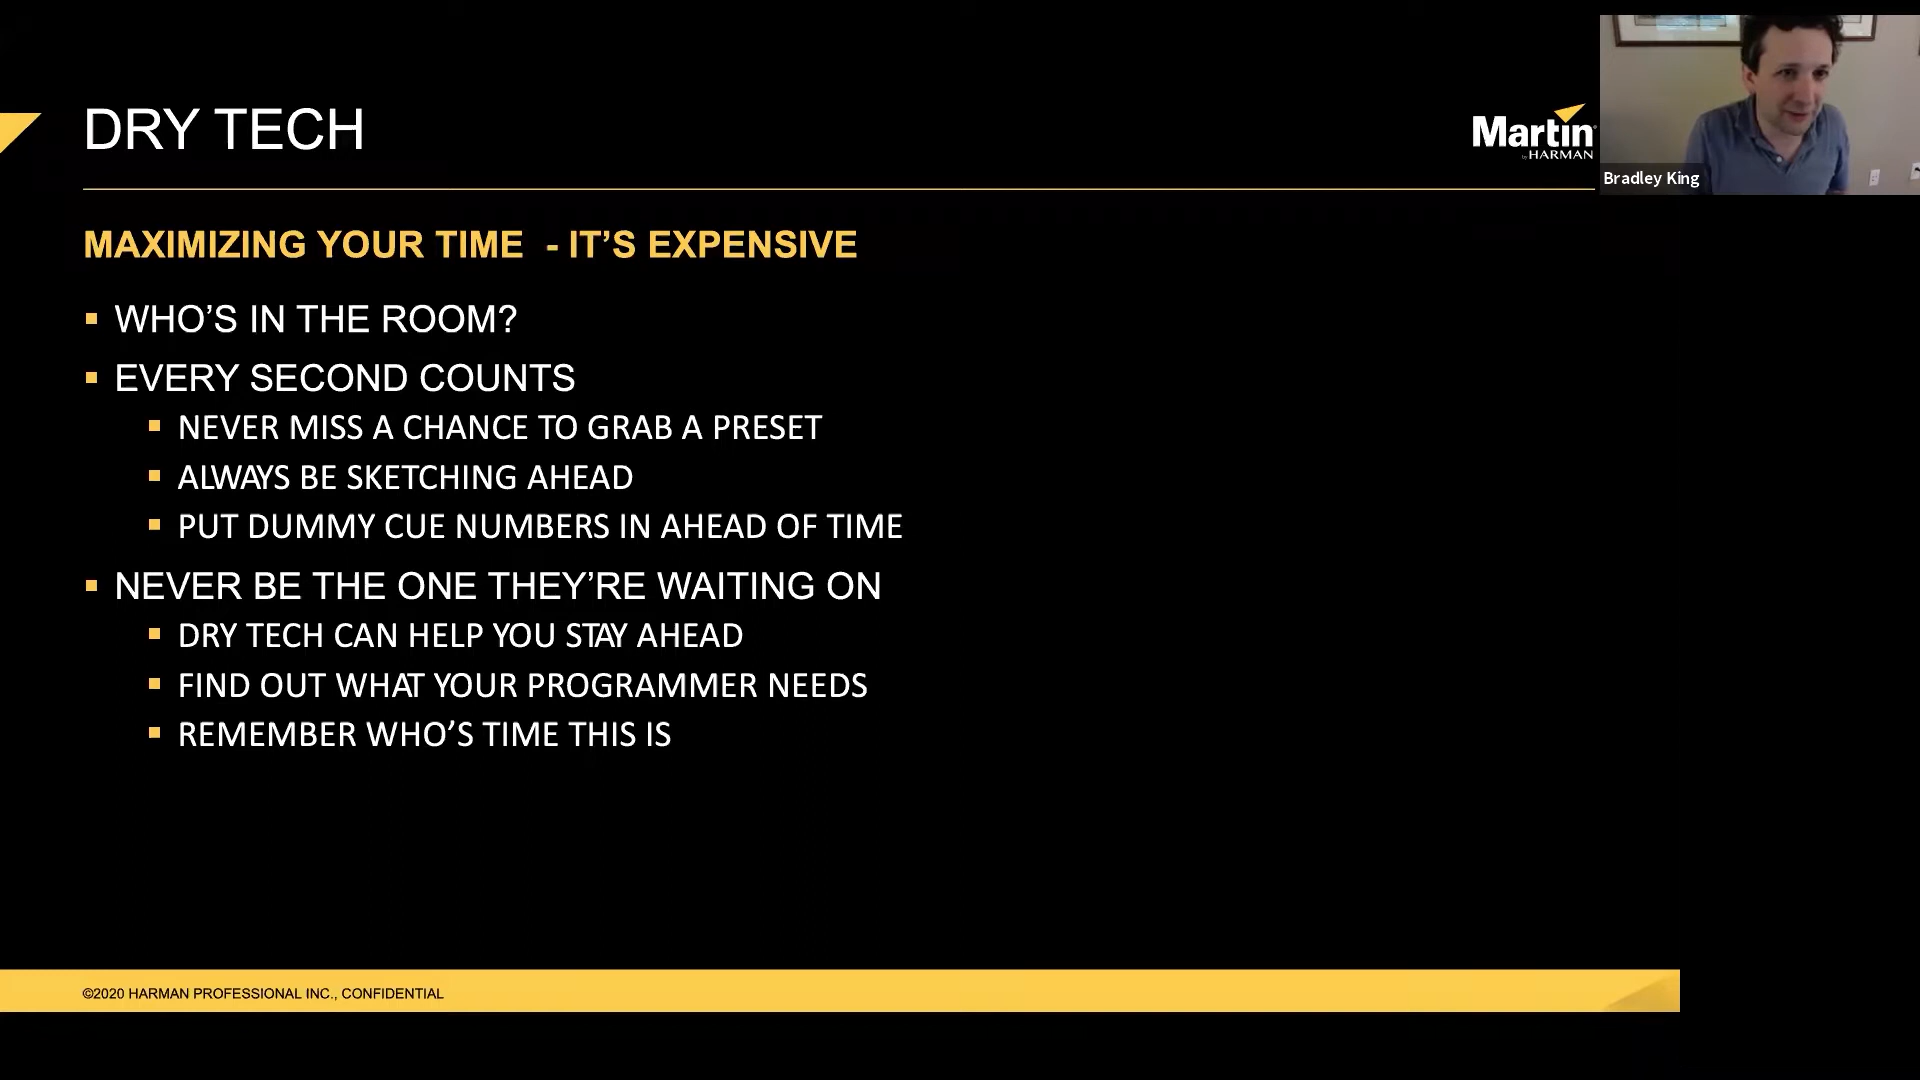 DRY TECH
Martin
by HARMAN
Bradley King
MAXIMIZING YOUR TIME - IT’S EXPENSIVE
WHO’S IN THE ROOM?
EVERY SECOND COUNTS
NEVER MISS A CHANCE TO GRAB A PRESET
ALWAYS BE SKETCHING AHEAD
PUT DUMMY CUE NUMBERS IN AHEAD OF TIME
NEVER BE THE ONE THEY’RE WAITING ON
DRY TECH CAN HELP YOU STAY AHEAD
FIND OUT WHAT YOUR PROGRAMMER NEEDS
REMEMBER WHO’S TIME THIS IS
©2020 HARMAN PROFESSIONAL INC., CONFIDENTIAL